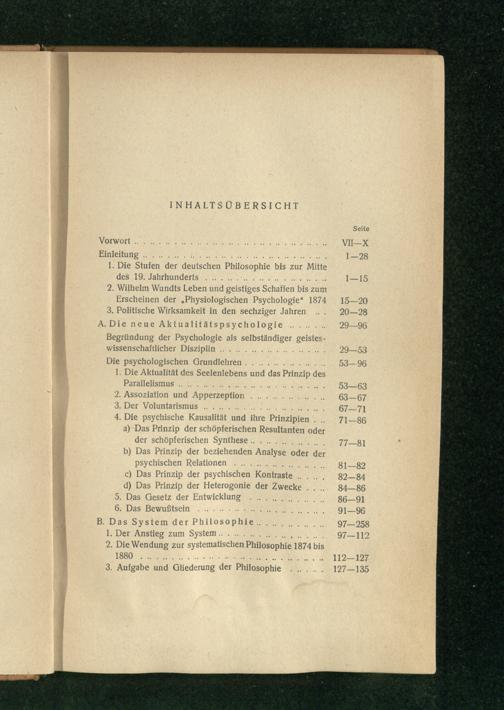 INHALTSÜBERSICHT
Seite
Vorwort .. .. .. .. .. .. .. .. .. .. .. .. .. .. VII—X
Einleitung .. .. .. .. .. .. .. .. .. .. .. .. .. 1—28
1. Die Stufen der deutschen Philosophie bis zur Mitte
des 19. Jahrhunderts .. .. .. .. .. .. .. .. .. 1—15
2. Wilhelm Wundts Leben und geistiges Schaffen bis zum
Erscheinen der „Physiologischen Psychologie“ 1874 15—20
3. Politische Wirksamkeit in den sechziger Jahren .. . 20—28
A. Die neue Aktualitätspsychologie .. .. .. 29—96
Begründung der Psychologie als selbständiger geistes-
wissenschaftlicher Disziplin .. .. .. .. .. .. .. .. 29—53
Die psychologischen Grundlehren .. .. .. .. .. .. 53—96
1. Die Aktualität des Seelenlebens und das Prinzip des
Parallelismus .. .. .. .. .. .. .. .. .. .. .. 53—63
2. Assoziation und Apperzeption .. .. .. .. .. .. 63—67
3. Der Voluntarismus .. .. .. .. .. .. .. .. .. 67—71
4. Die psychische Kausalität und ihre Prinzipien .. .. 71—86
a) Das Prinzip der schöpferischen Resultanten oder
der schöpferischen Synthese .. .. .. .. .. .. 77—81
b) Das Prinzip der beziehenden Analyse oder der
psychischen Relationen .. .. .. .. .. .. .. 81—82
c) Das Prinzip der psychischen Kontraste .. .. .. 82—84
d) Das Prinzip der Heterogonie der Zwecke .. .. 84—86
5. Das Gesetz der Entwicklung .. .. .. .. .. .. 86—91
6. Das Bewußtsein .. .. .. .. .. .. .. .. .. .. 91—96
B. Das System der Philosophie .. .. .. .. .. 97—258
1. Der Anstieg zum System .. .. .. .. .. .. .. .. 97—112
2. Die Wendung zur systematischen Philosophie 1874 bis
1880 .. .. .. .. .. .. .. .. .. .. .. .. .. .. 112—127
3. Aufgabe und Gliederung der Philosophie .. .. .. 127—135